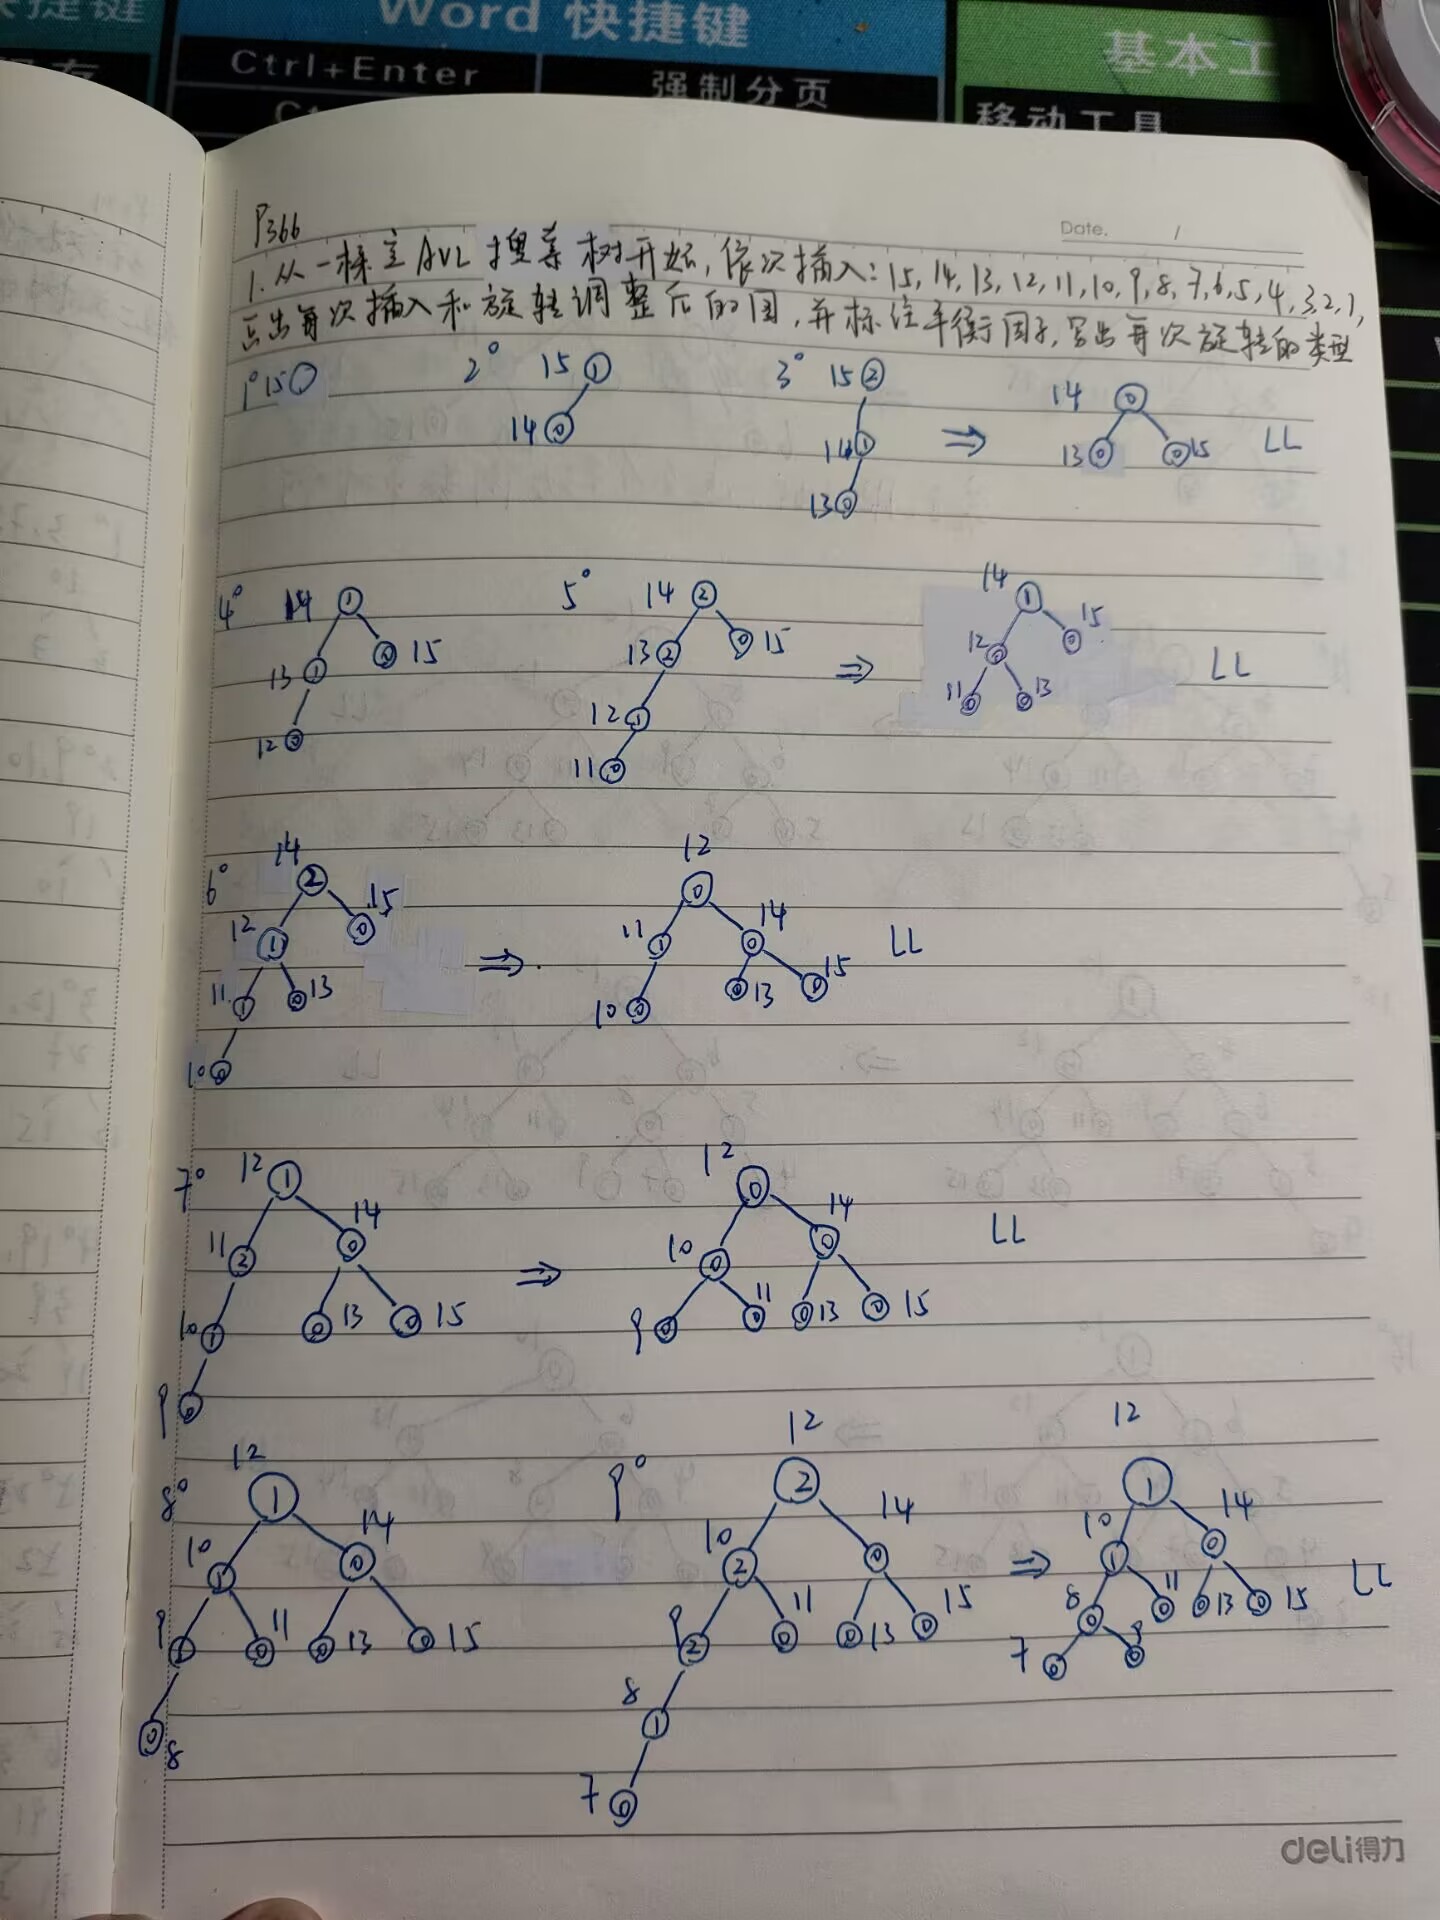 快捷键
Word 快捷键
基本工
Ctrl+Enter
强制分页
移动工具
P366
Date. /
1.从一棵空AVL搜索树开始,依次插入:15,14,13,12,11,10,9,8,7,6,5,4,3,2,1,
画出每次插入和旋转调整后的图,并标注平衡因子,写出每次旋转的类型
1° 15 2° 15 1 3° 15 2 14 0
14 0 14 1 ⇒ 13 0 0 15 LL
13 0
4° 14 1 5° 14 2 14 1
13 1 0 15 13 2 0 15 ⇒ 12 0 0 15 LL
12 0 12 1 11 0 0 13
11 0
6° 14 2 12 0
12 1 0 15 ⇒ 11 1 0 14 LL
11 1 0 13 10 0 0 13 0 15
10 0
7° 12 1 12 0
11 2 0 14 ⇒ 10 0 0 14 LL
10 1 0 13 0 15 9 0 0 11 0 13 0 15
9 0
8° 12 1 9° 12 2 12 1
10 1 0 14 10 2 0 14 ⇒ 10 1 0 14 LL
9 1 0 11 0 13 0 15 9 2 0 11 0 13 0 15 8 0 0 11 0 13 0 15
0 8 8 1 7 0 0 9
7 0
deli得力